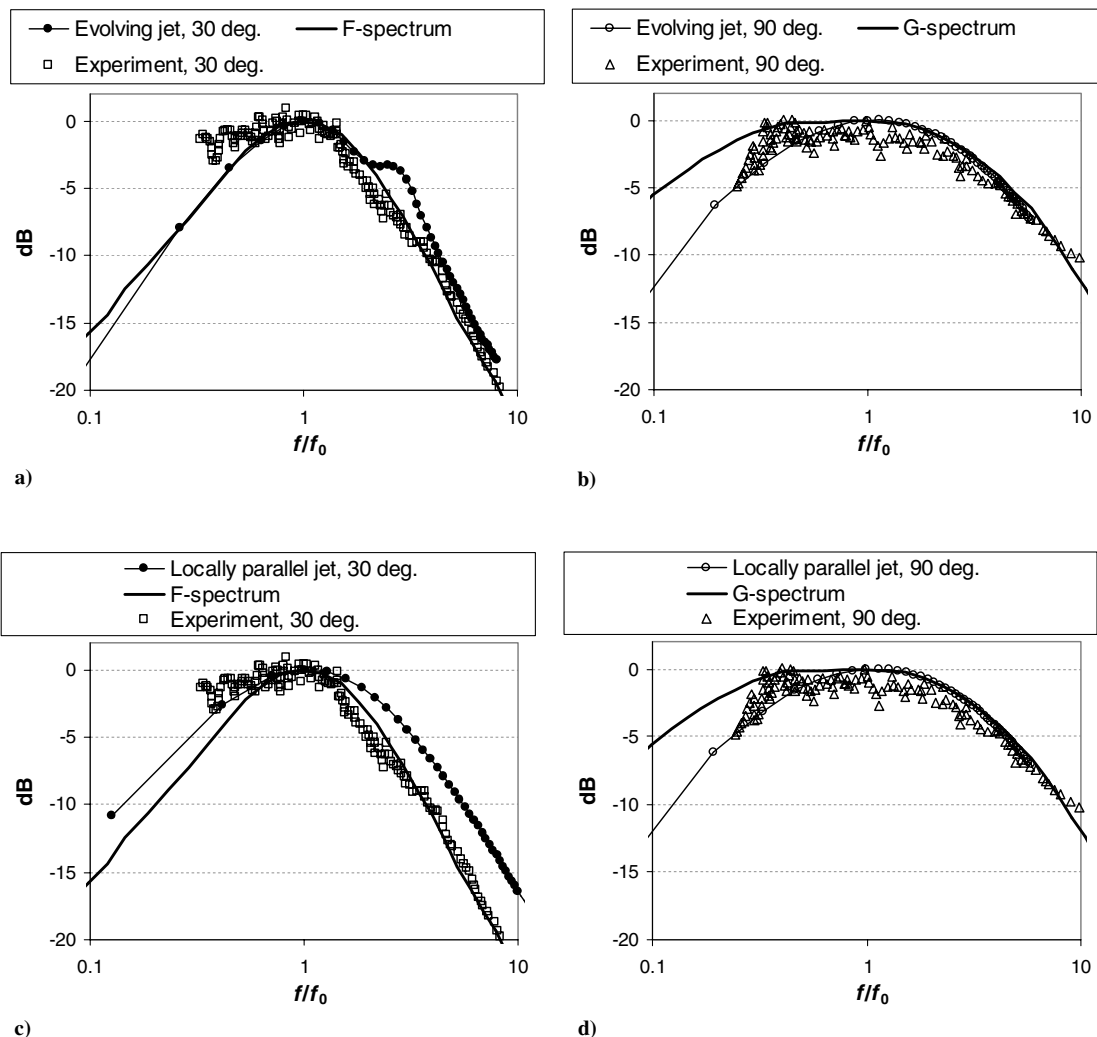 Evolving jet, 30 deg. F-spectrum
Experiment, 30 deg.
0
-5
-10
-15
-20
dB
0.1 1 10
f/f0
a)
Evolving jet, 90 deg. G-spectrum
Experiment, 90 deg.
0
-5
-10
-15
-20
dB
0.1 1 10
f/f0
b)
Locally parallel jet, 30 deg.
F-spectrum
Experiment, 30 deg.
0
-5
-10
-15
-20
dB
0.1 1 10
f/f0
c)
Locally parallel jet, 90 deg.
G-spectrum
Experiment, 90 deg.
0
-5
-10
-15
-20
dB
0.1 1 10
f/f0
d)